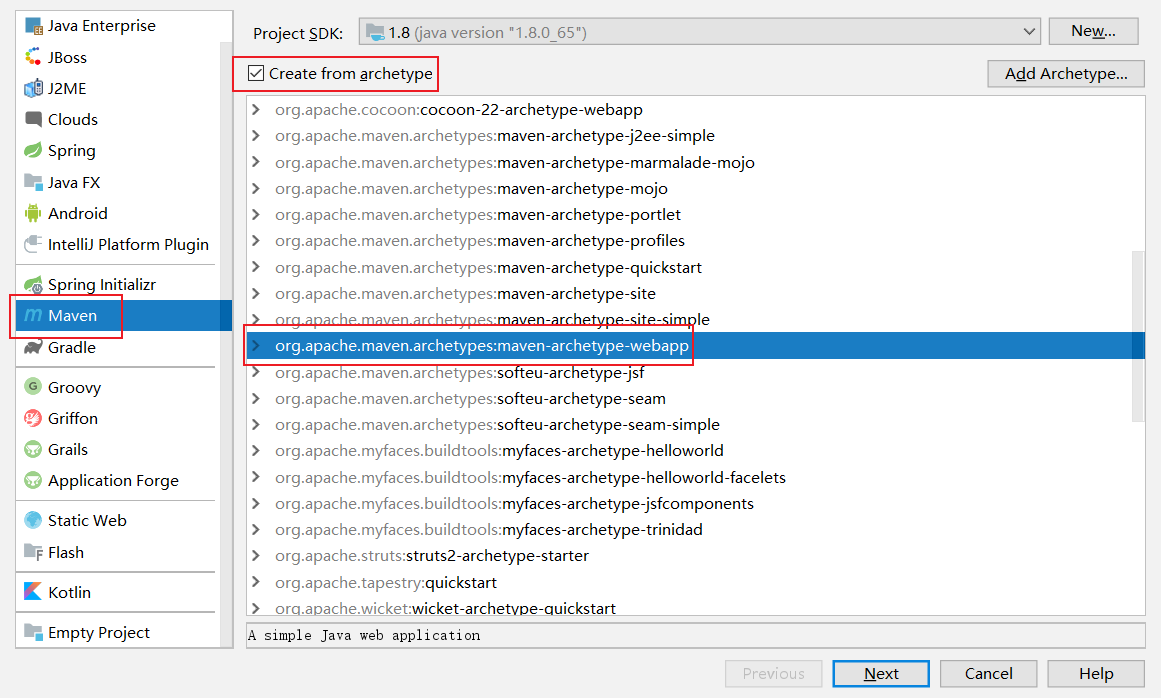 Java Enterprise
JBoss
J2ME
Clouds
Spring
Java FX
Android
IntelliJ Platform Plugin
Spring Initializr
Maven
Gradle
Groovy
Griffon
Grails
Application Forge
Static Web
Flash
Kotlin
Empty Project
Project SDK: 1.8 (java version "1.8.0_65") New...
Create from archetype Add Archetype...
org.apache.cocoon:cocoon-22-archetype-webapp
org.apache.maven.archetypes:maven-archetype-j2ee-simple
org.apache.maven.archetypes:maven-archetype-marmalade-mojo
org.apache.maven.archetypes:maven-archetype-mojo
org.apache.maven.archetypes:maven-archetype-portlet
org.apache.maven.archetypes:maven-archetype-profiles
org.apache.maven.archetypes:maven-archetype-quickstart
org.apache.maven.archetypes:maven-archetype-site
org.apache.maven.archetypes:maven-archetype-site-simple
org.apache.maven.archetypes:maven-archetype-webapp
org.apache.maven.archetypes:softeu-archetype-jsf
org.apache.maven.archetypes:softeu-archetype-seam
org.apache.maven.archetypes:softeu-archetype-seam-simple
org.apache.myfaces.buildtools:myfaces-archetype-helloworld
org.apache.myfaces.buildtools:myfaces-archetype-helloworld-facelets
org.apache.myfaces.buildtools:myfaces-archetype-jsfcomponents
org.apache.myfaces.buildtools:myfaces-archetype-trinidad
org.apache.struts:struts2-archetype-starter
org.apache.tapestry:quickstart
org.apache.wicket:wicket-archetype-quickstart
A simple Java web application
Previous Next Cancel Help